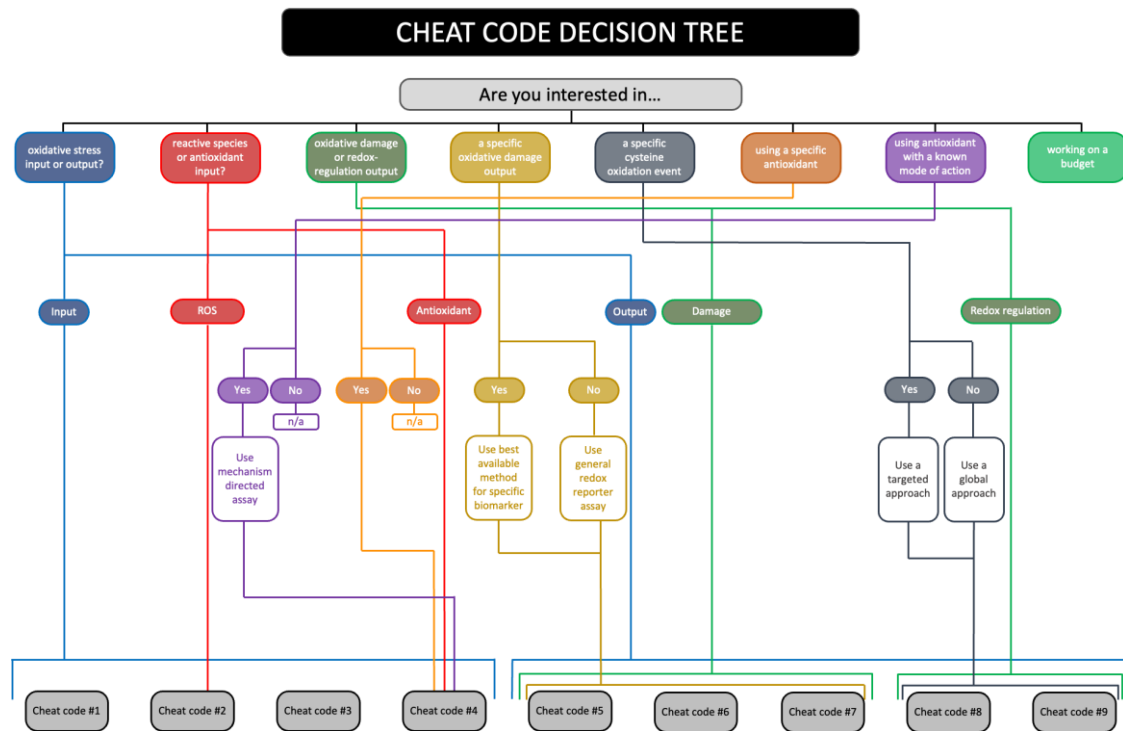 CHEAT CODE DECISION TREE
Are you interested in...
oxidative stress
input or output?
reactive species
or antioxidant
input?
oxidative damage
or redox-
regulation output
a specific
oxidative damage
output
a specific
cysteine
oxidation event
using a specific
antioxidant
using antioxidant
with a known
mode of action
working on a
budget
Input
ROS
Antioxidant
Output
Damage
Redox regulation
Yes
No
Yes
No
Yes
No
Yes
No
n/a
n/a
Use
mechanism
directed
assay
Use best
available
method for
specific
biomarker
Use
general
redox
reporter
assay
Use
a targeted
approach
Use a
global
approach
Cheat code #1
Cheat code #2
Cheat code #3
Cheat code #4
Cheat code #5
Cheat code #6
Cheat code #7
Cheat code #8
Cheat code #9